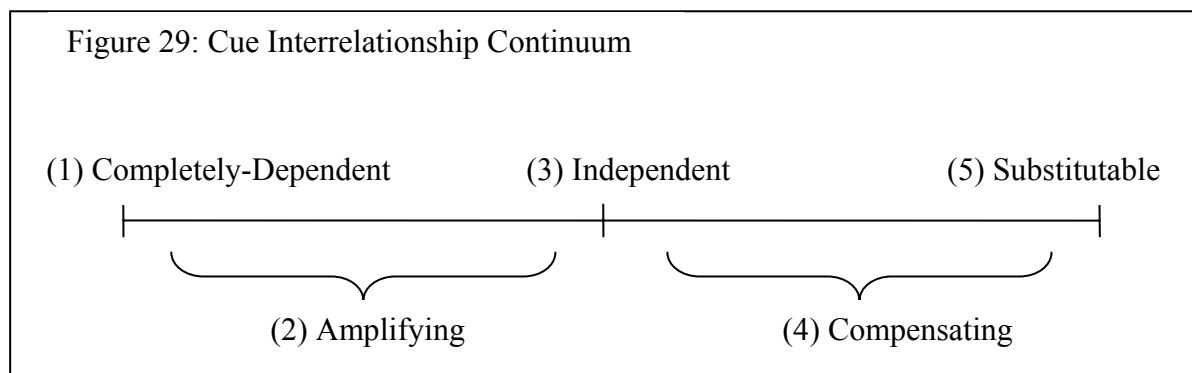 Figure 29: Cue Interrelationship Continuum
(1) Completely-Dependent (3) Independent (5) Substitutable
(2) Amplifying (4) Compensating